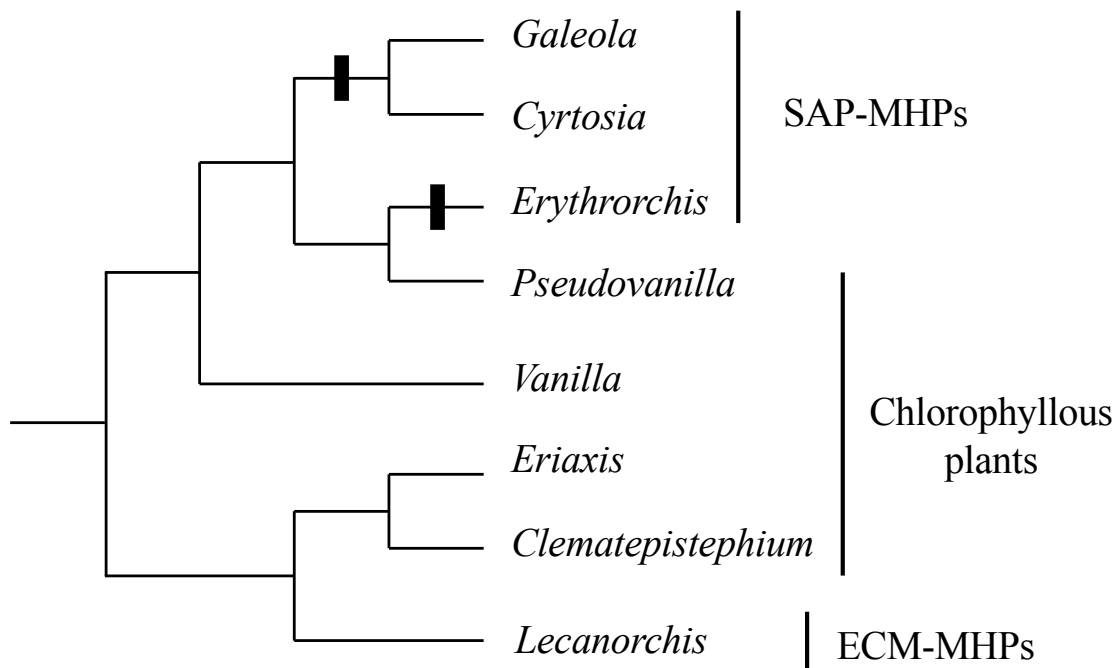 Galeola
Cyrtosia
SAP-MHPs
Erythrorchis
Pseudovanilla
Vanilla
Chlorophyllous
plants
Eriaxis
Clematepistephium
Lecanorchis
ECM-MHPs